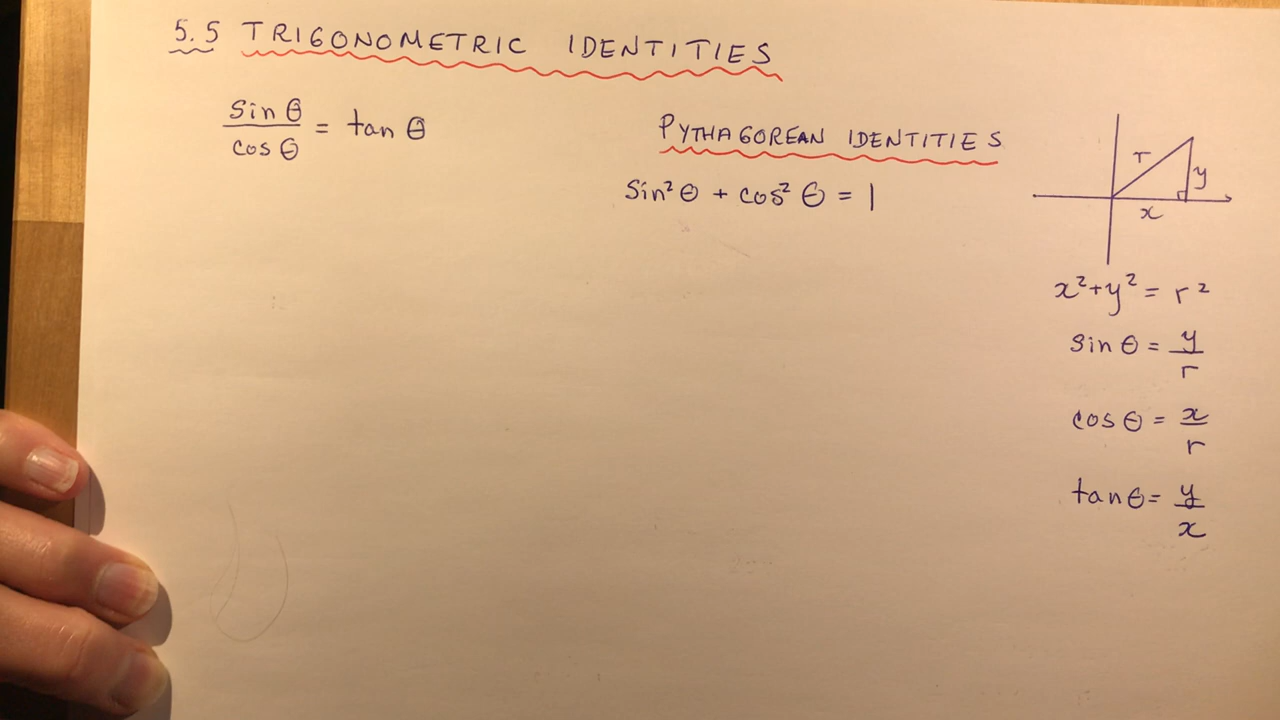 5.5 TRIGONOMETRIC IDENTITIES
sin θ / cos θ = tan θ
PYTHAGOREAN IDENTITIES
sin² θ + cos² θ = 1
r
y
x
x² + y² = r²
sin θ = y / r
cos θ = x / r
tan θ = y / x